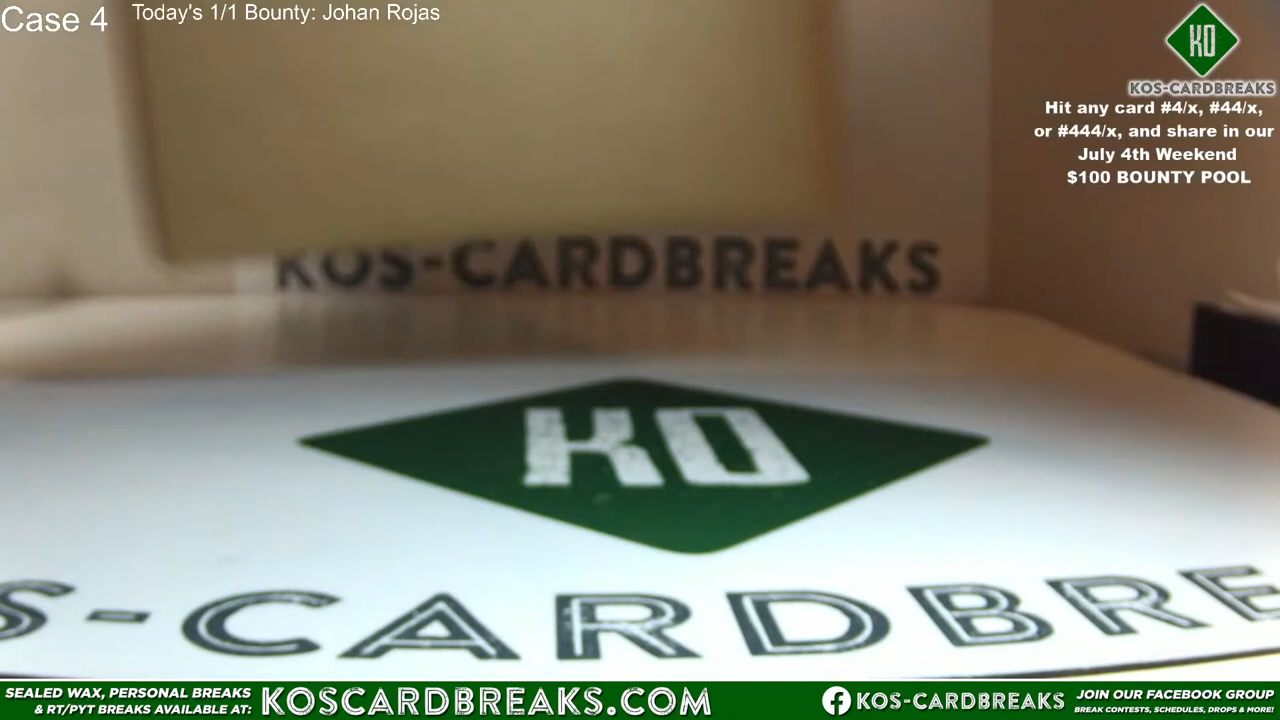 Case 4
Today's 1/1 Bounty: Johan Rojas
KO
KOS-CARDBREAKS
Hit any card #4/x, #44/x,
or #444/x, and share in our
July 4th Weekend
$100 BOUNTY POOL
KOS-CARDBREAKS
KO
S-CARDBRE
SEALED WAX, PERSONAL BREAKS
& RT/PYT BREAKS AVAILABLE AT:
KOSCARDBREAKS.COM
KOS-CARDBREAKS
JOIN OUR FACEBOOK GROUP
BREAK CONTESTS, SCHEDULES, DROPS & MORE!